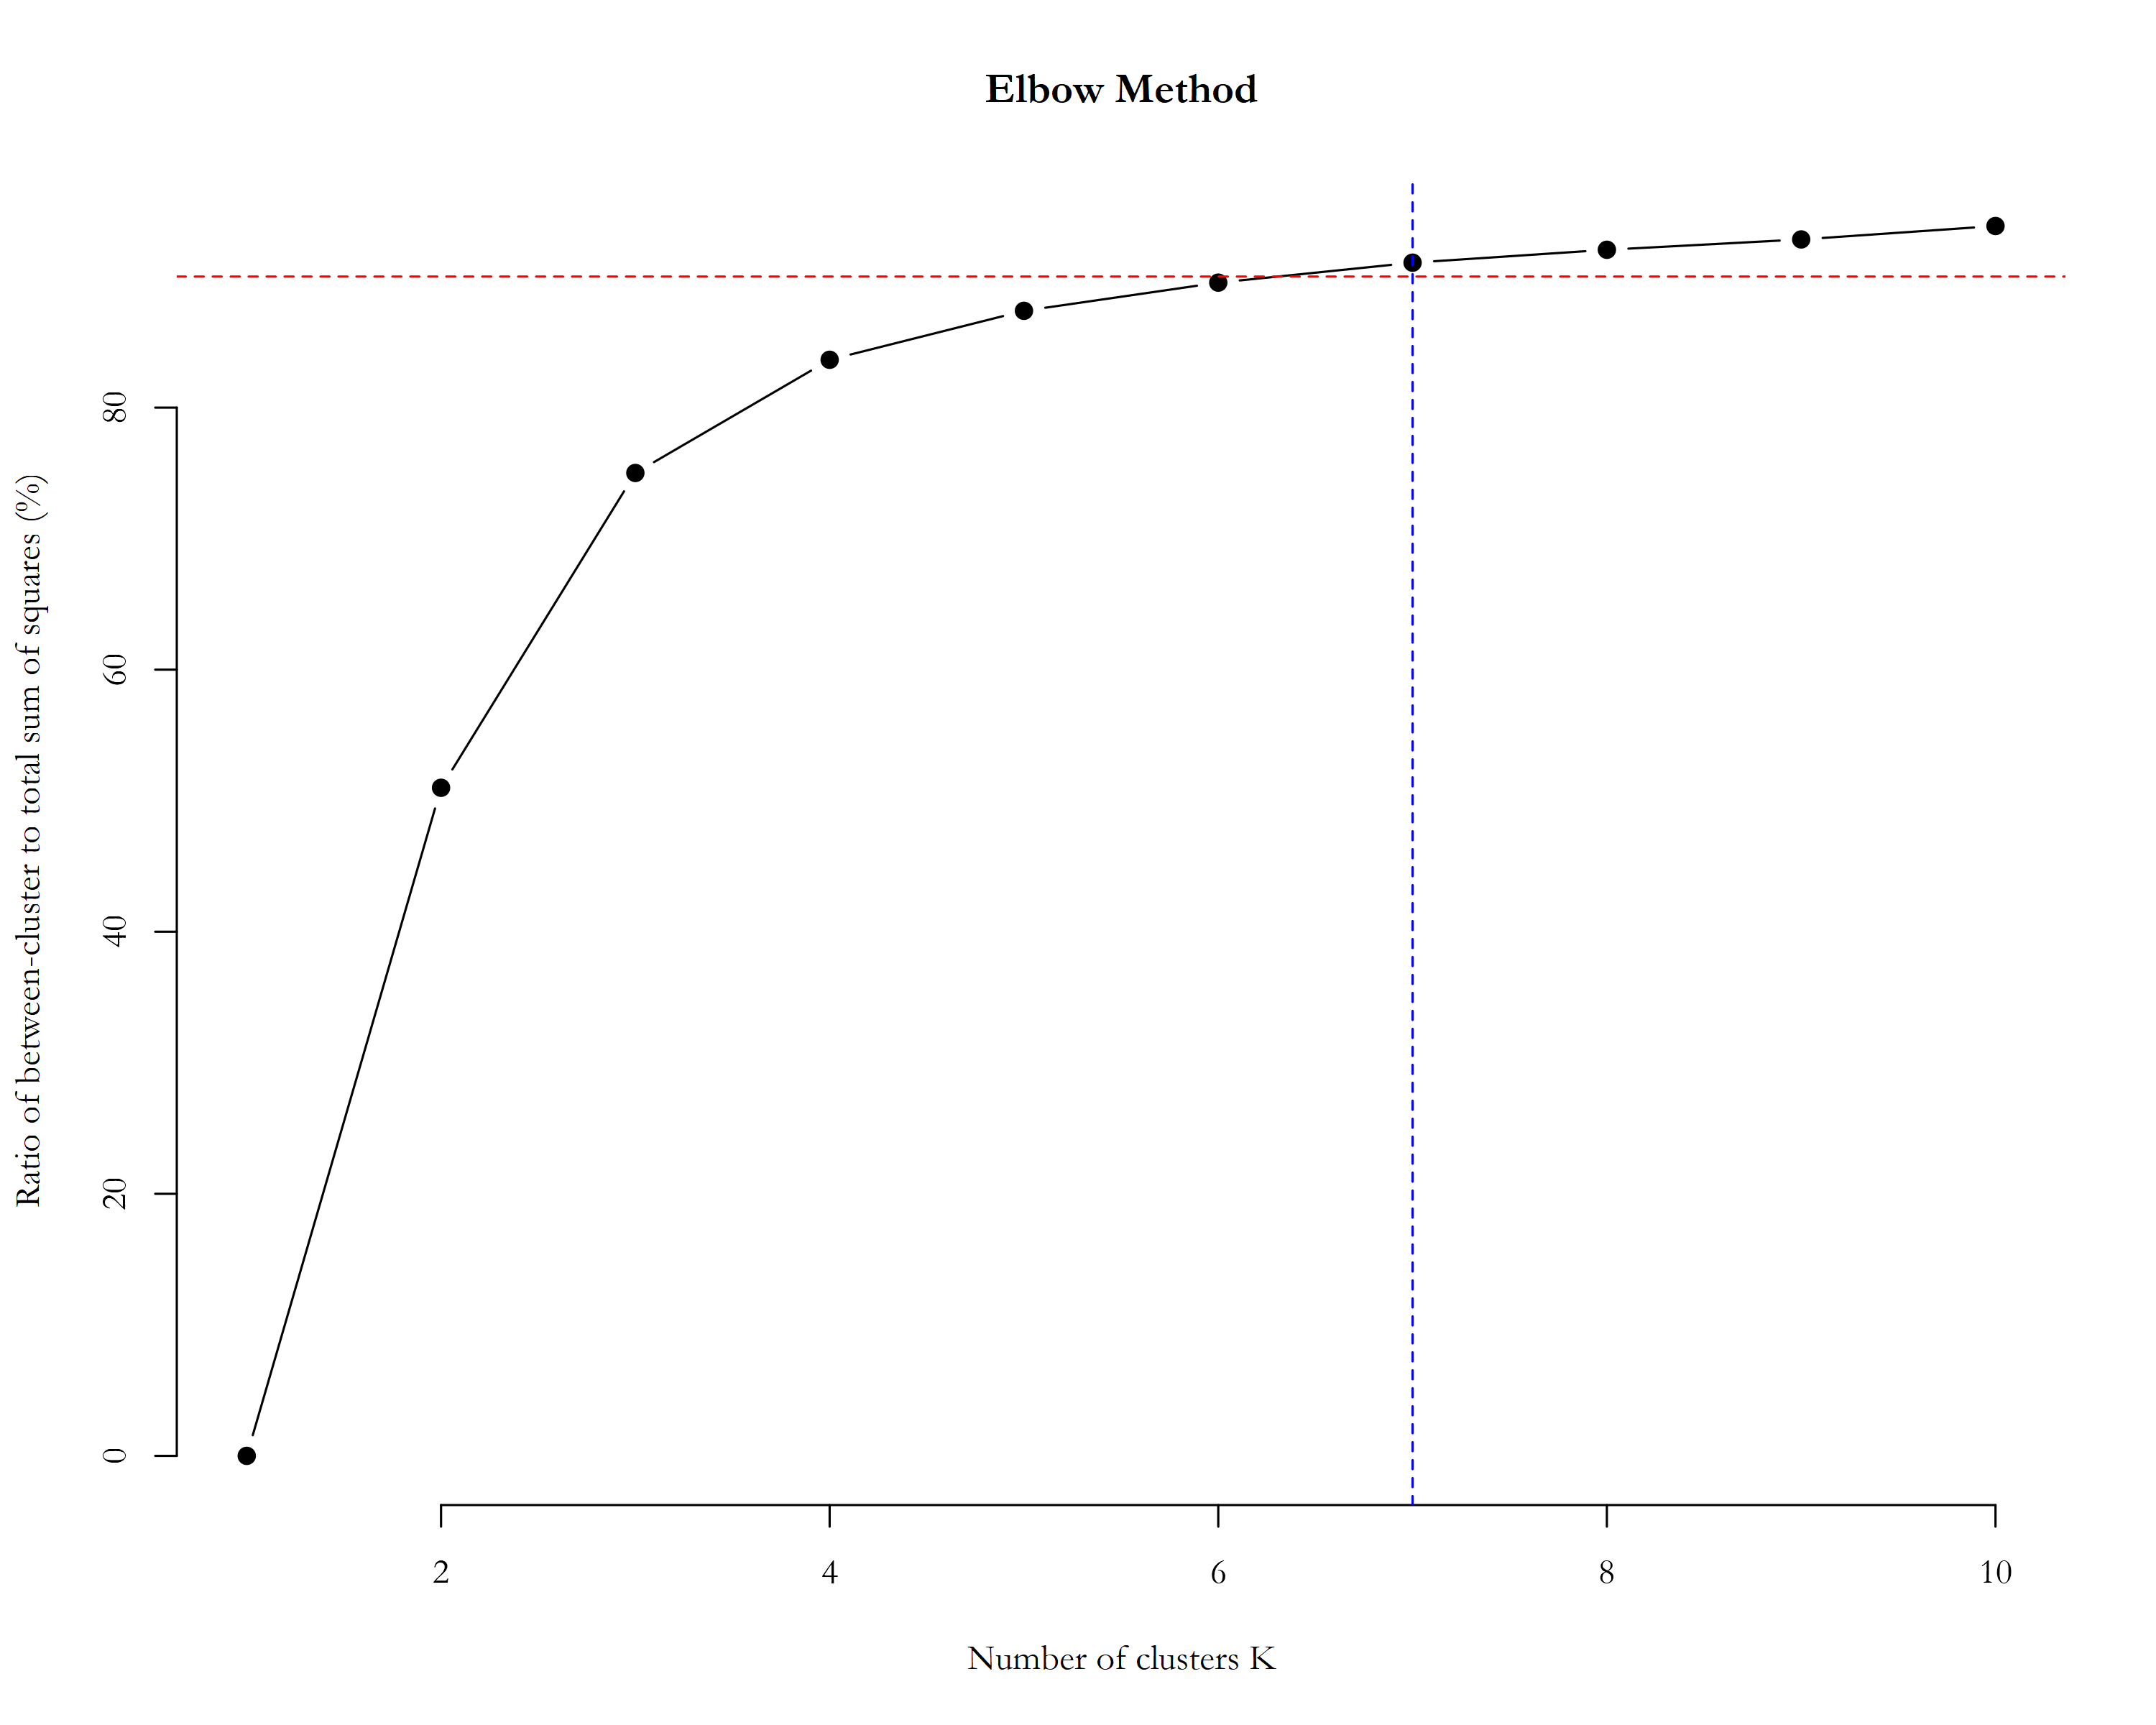 Elbow Method
Ratio of between-cluster to total sum of squares (%)
80
60
40
20
0
2 4 6 8 10
Number of clusters K